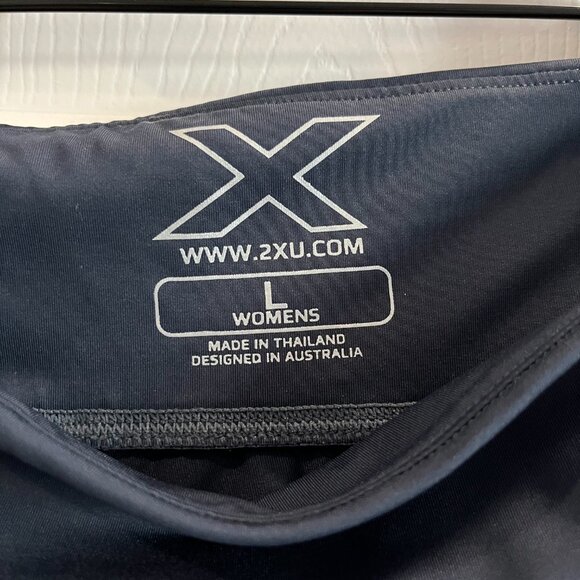 X
WWW.2XU.COM
L
WOMENS
MADE IN THAILAND
DESIGNED IN AUSTRALIA